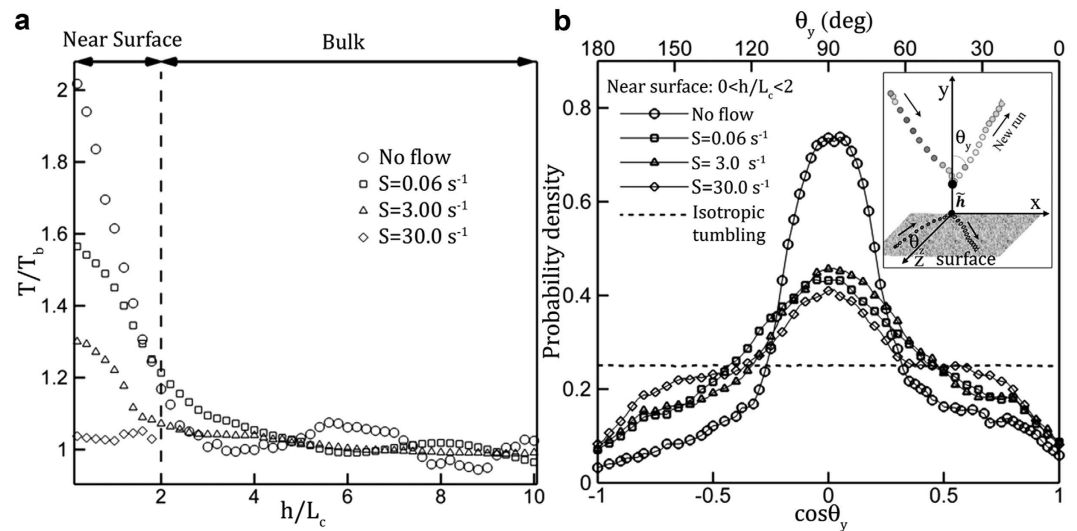 a
Near Surface
Bulk
2
1.8
1.6
1.4
1.2
1
T/T_b
No flow
S=0.06 s⁻¹
S=3.00 s⁻¹
S=30.0 s⁻¹
0 2 4 6 8 10
h/L_c
b
θ_y (deg)
180 150 120 90 60 30 0
0.8
0.6
0.4
0.2
0
Probability density
Near surface: 0<h/L_c<2
No flow
S=0.06 s⁻¹
S= 3.0 s⁻¹
S=30.0 s⁻¹
Isotropic
tumbling
y
θ_y
New run
h̃
x
θ_z
z
surface
-1 -0.5 0 0.5 1
cosθ_y